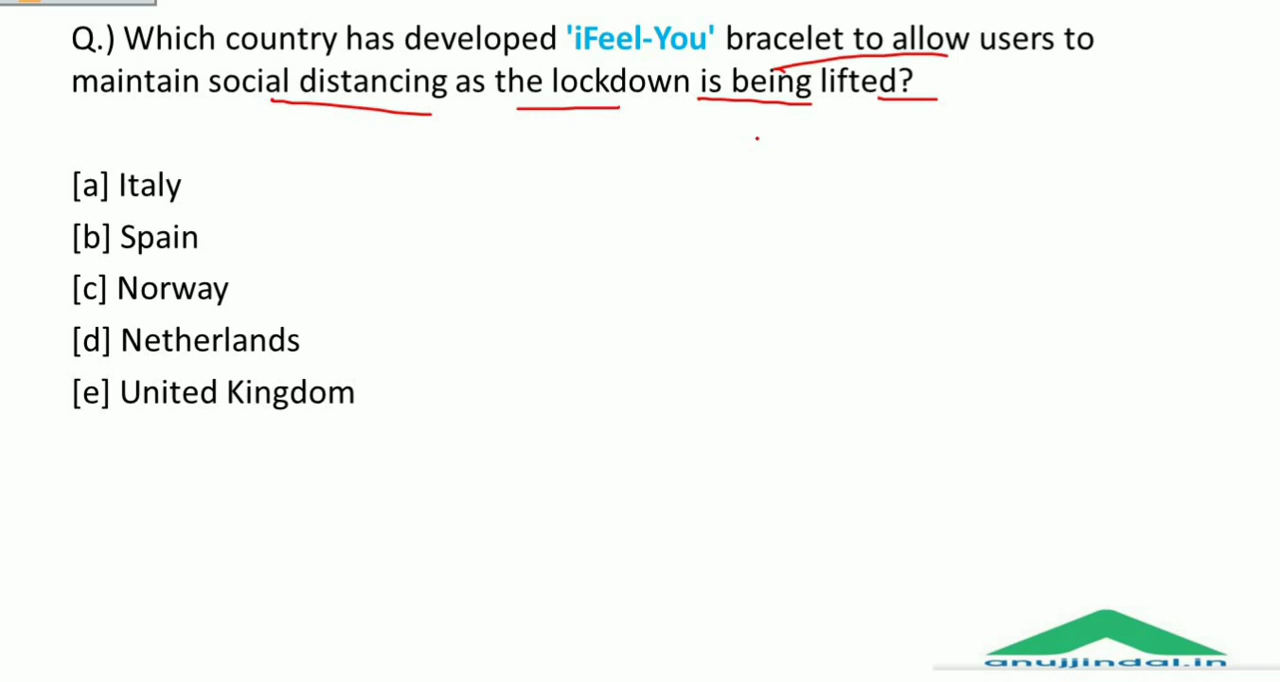 Q.) Which country has developed 'iFeel-You' bracelet to allow users to
maintain social distancing as the lockdown is being lifted?
[a] Italy
[b] Spain
[c] Norway
[d] Netherlands
[e] United Kingdom
anujjindal.in